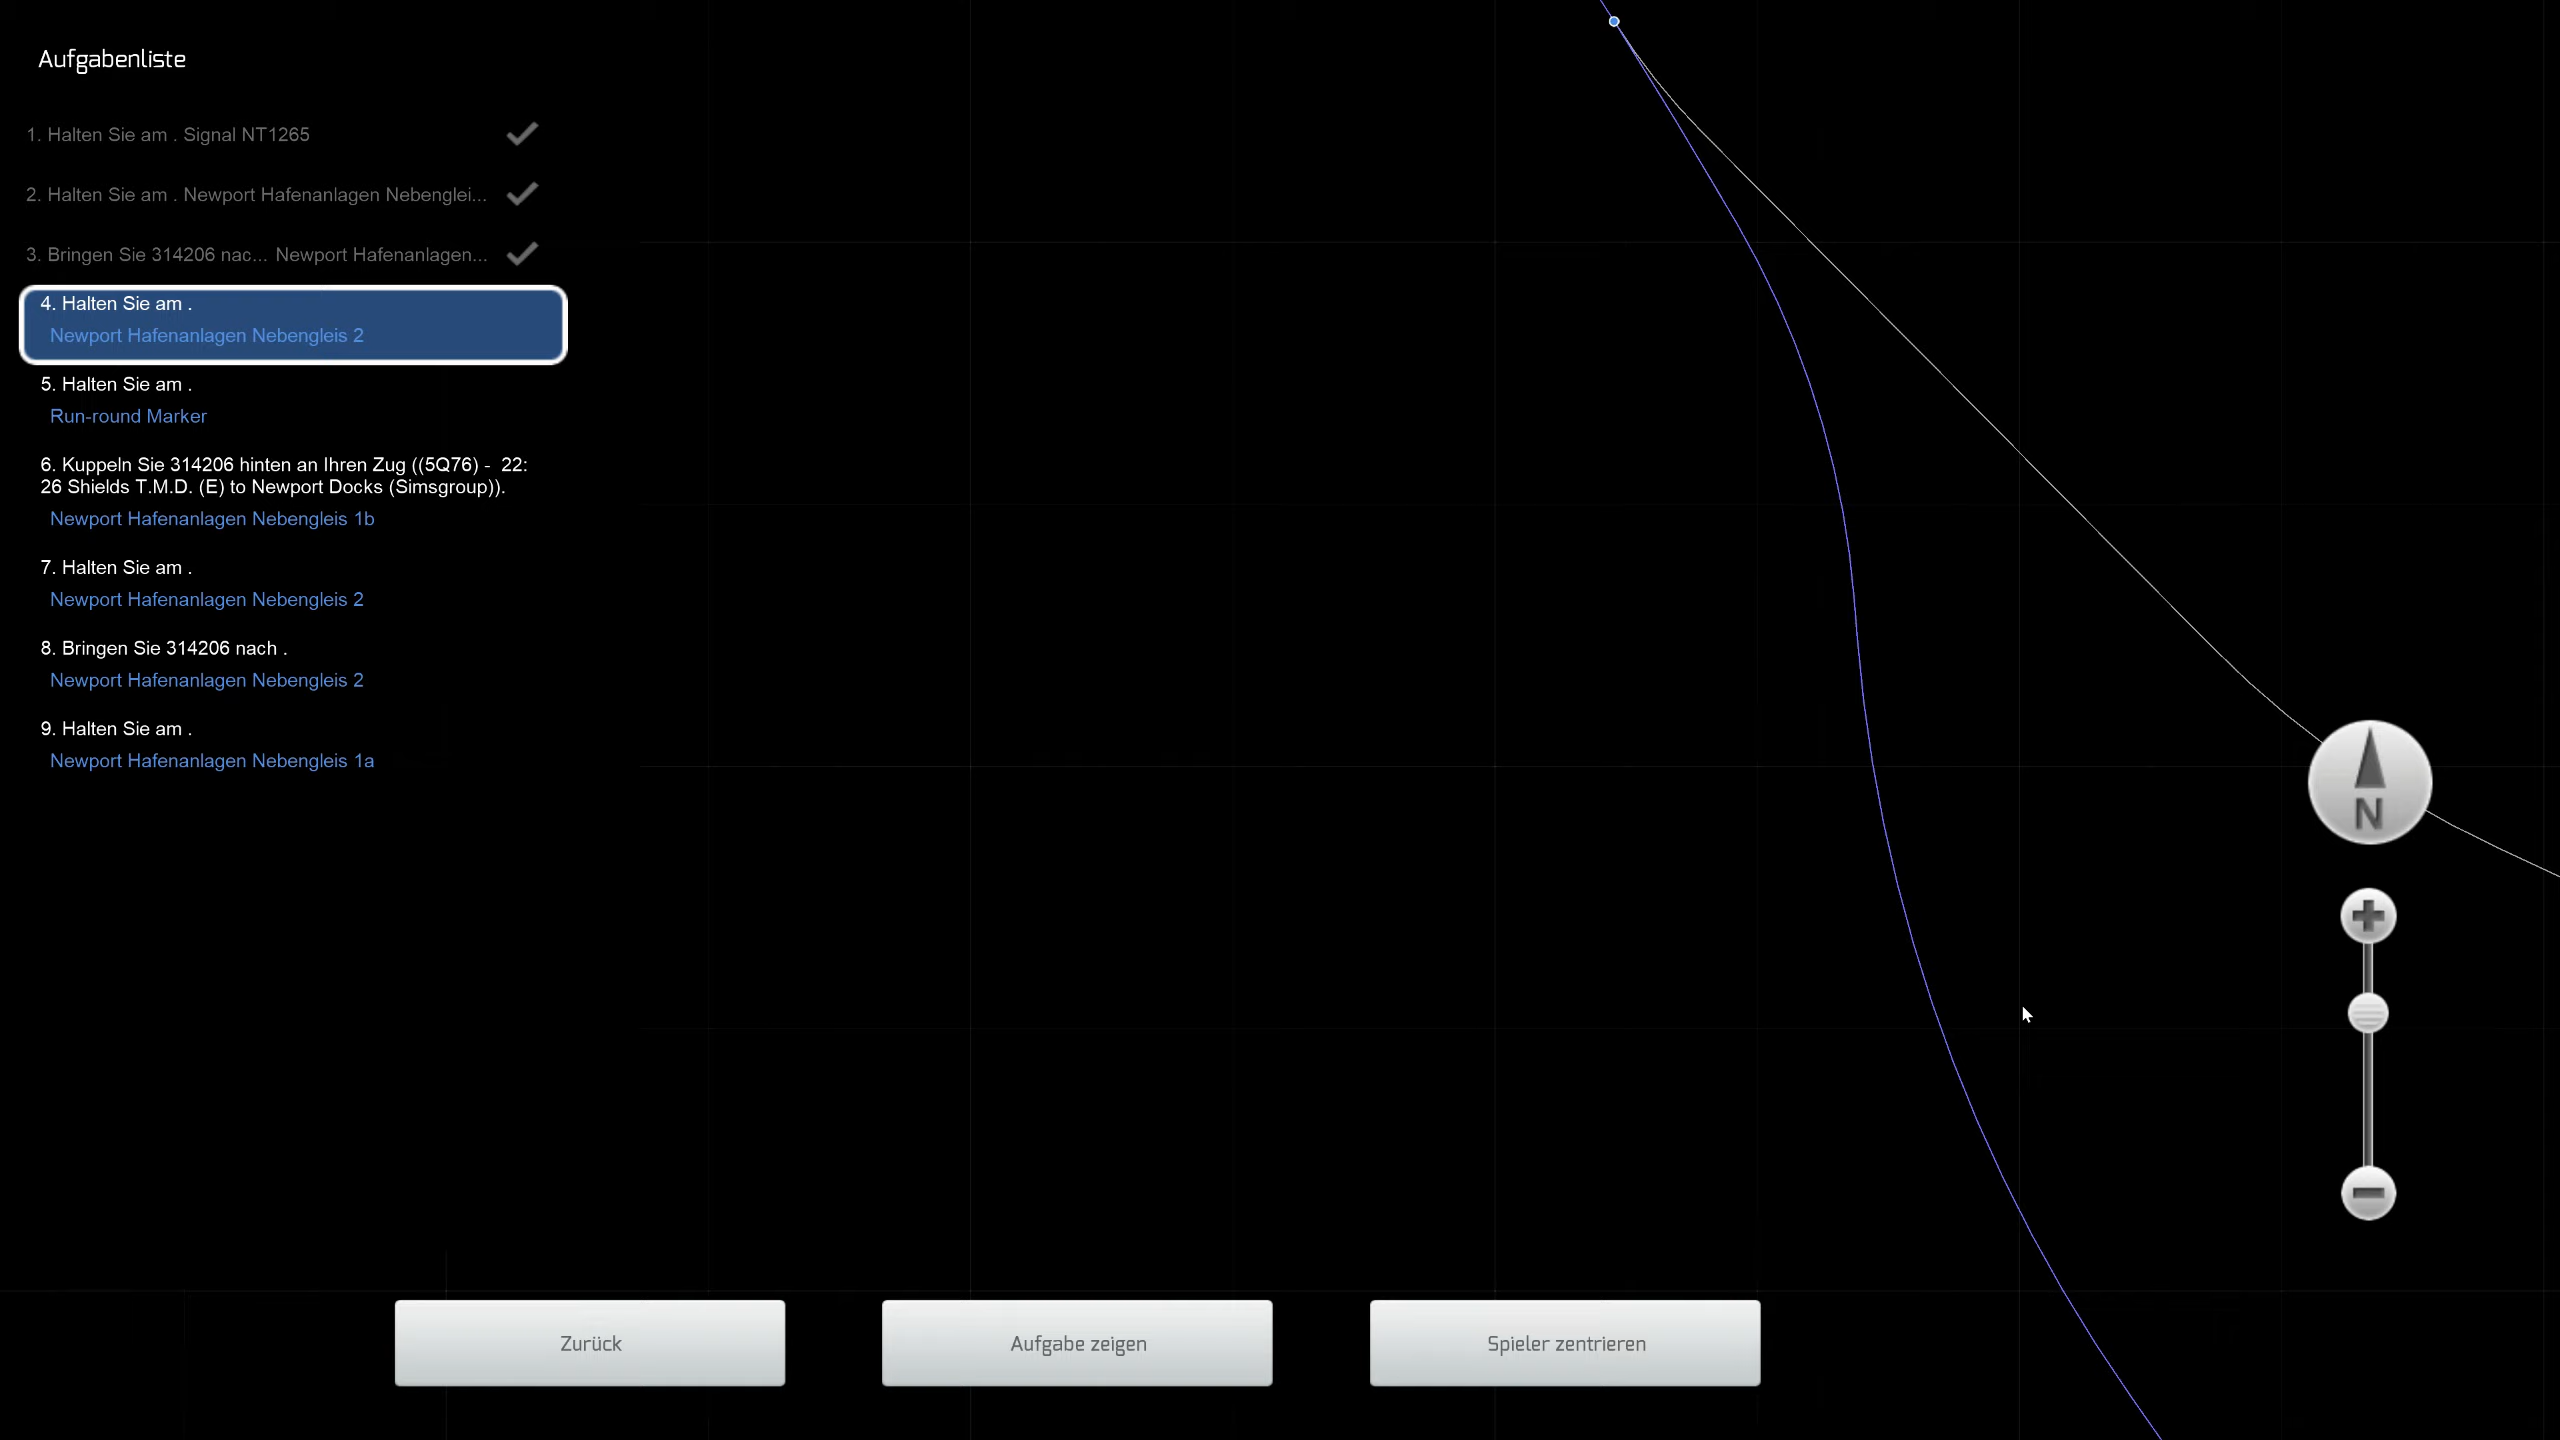 Aufgabenliste
1. Halten Sie am . Signal NT1265
2. Halten Sie am . Newport Hafenanlagen Nebenglei...
3. Bringen Sie 314206 nac... Newport Hafenanlagen...
4. Halten Sie am .
Newport Hafenanlagen Nebengleis 2
5. Halten Sie am .
Run-round Marker
6. Kuppeln Sie 314206 hinten an Ihren Zug ((5Q76) - 22:
26 Shields T.M.D. (E) to Newport Docks (Simsgroup)).
Newport Hafenanlagen Nebengleis 1b
7. Halten Sie am .
Newport Hafenanlagen Nebengleis 2
8. Bringen Sie 314206 nach .
Newport Hafenanlagen Nebengleis 2
9. Halten Sie am .
Newport Hafenanlagen Nebengleis 1a
N
Zurück
Aufgabe zeigen
Spieler zentrieren